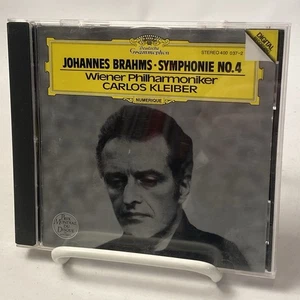 Deutsche
Grammophon
STEREO 400 037-2
DIGITAL
JOHANNES BRAHMS·SYMPHONIE NO.4
Wiener Philharmoniker
CARLOS KLEIBER
NUMERIQUE